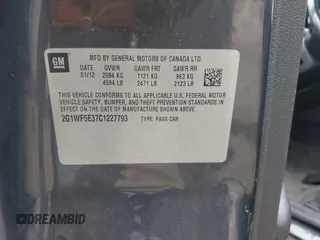 GM
MFD BY GENERAL MOTORS OF CANADA LTD.
DATE GVWR GAWR FRT GAWR RR
01/12 2084 KG 1121 KG 963 KG
4594 LB 2471 LB 2123 LB
THIS VEHICLE CONFORMS TO ALL APPLICABLE U.S. FEDERAL MOTOR
VEHICLE SAFETY, BUMPER, AND THEFT PREVENTION STANDARDS IN
EFFECT ON THE DATE OF MANUFACTURE SHOWN ABOVE.
2G1WF5E37C1227793 TYPE: PASS CAR
DREAMBID